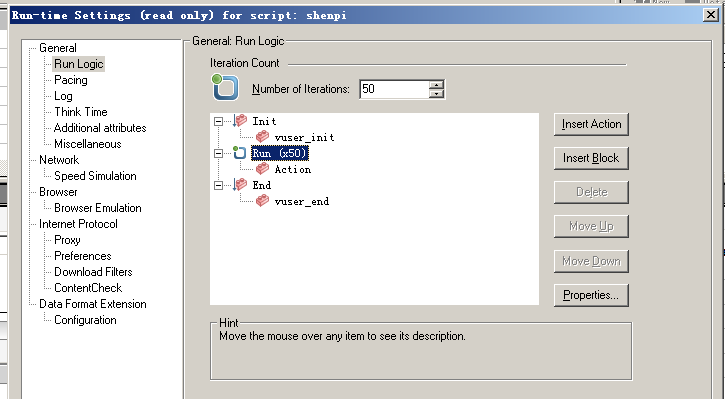 Run-time Settings (read only) for script: shenpi
General
Run Logic
Pacing
Log
Think Time
Additional attributes
Miscellaneous
Network
Speed Simulation
Browser
Browser Emulation
Internet Protocol
Proxy
Preferences
Download Filters
ContentCheck
Data Format Extension
Configuration
General: Run Logic
Iteration Count
Number of Iterations: 50
Init
vuser_init
Run (x50)
Action
End
vuser_end
Insert Action
Insert Block
Delete
Move Up
Move Down
Properties...
Hint
Move the mouse over any item to see its description.